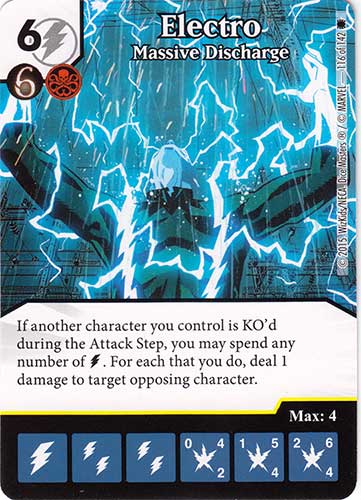 6
Electro
Massive Discharge
6
If another character you control is KO'd
during the Attack Step, you may spend any
number of . For each that you do, deal 1
damage to target opposing character.
Max: 4
0 4 2
1 5 4
2 6 4
© 2015 WizKids/NECA Dice Masters ® / © MARVEL — 116 of 142